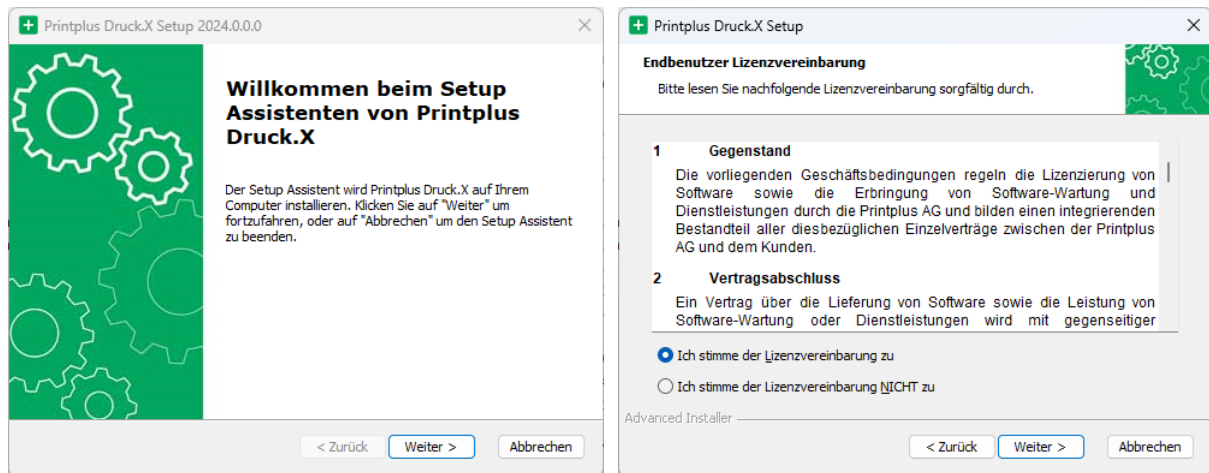 Printplus Druck.X Setup 2024.0.0.0
Willkommen beim Setup
Assistenten von Printplus
Druck.X
Der Setup Assistent wird Printplus Druck.X auf Ihrem
Computer installieren. Klicken Sie auf "Weiter" um
fortzufahren, oder auf "Abbrechen" um den Setup Assistent
zu beenden.
< Zurück Weiter > Abbrechen
Printplus Druck.X Setup
Endbenutzer Lizenzvereinbarung
Bitte lesen Sie nachfolgende Lizenzvereinbarung sorgfältig durch.
1 Gegenstand
Die vorliegenden Geschäftsbedingungen regeln die Lizenzierung von
Software sowie die Erbringung von Software-Wartung und
Dienstleistungen durch die Printplus AG und bilden einen integrierenden
Bestandteil aller diesbezüglichen Einzelverträge zwischen der Printplus
AG und dem Kunden.
2 Vertragsabschluss
Ein Vertrag über die Lieferung von Software sowie die Leistung von
Software-Wartung oder Dienstleistungen wird mit gegenseitiger
Ich stimme der Lizenzvereinbarung zu
Ich stimme der Lizenzvereinbarung NICHT zu
Advanced Installer
< Zurück Weiter > Abbrechen